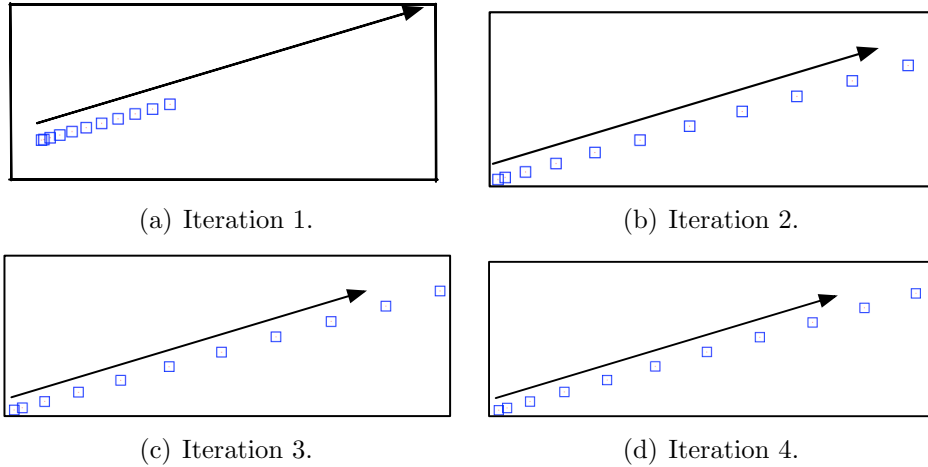 (a) Iteration 1.
(b) Iteration 2.
(c) Iteration 3.
(d) Iteration 4.